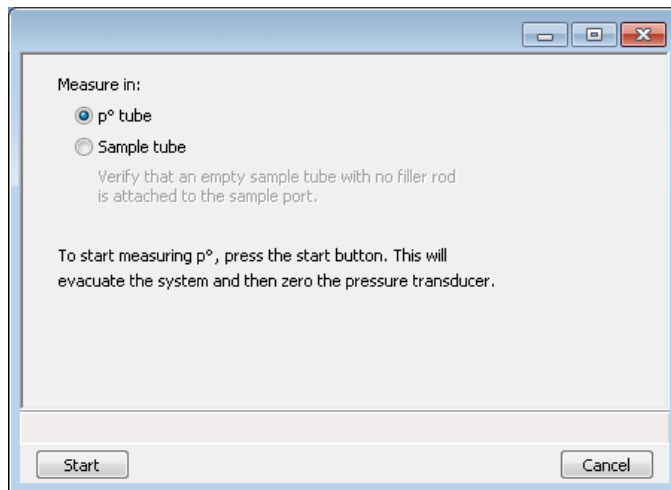 Measure in:
p° tube
Sample tube
Verify that an empty sample tube with no filler rod
is attached to the sample port.
To start measuring p°, press the start button. This will
evacuate the system and then zero the pressure transducer.
Start
Cancel